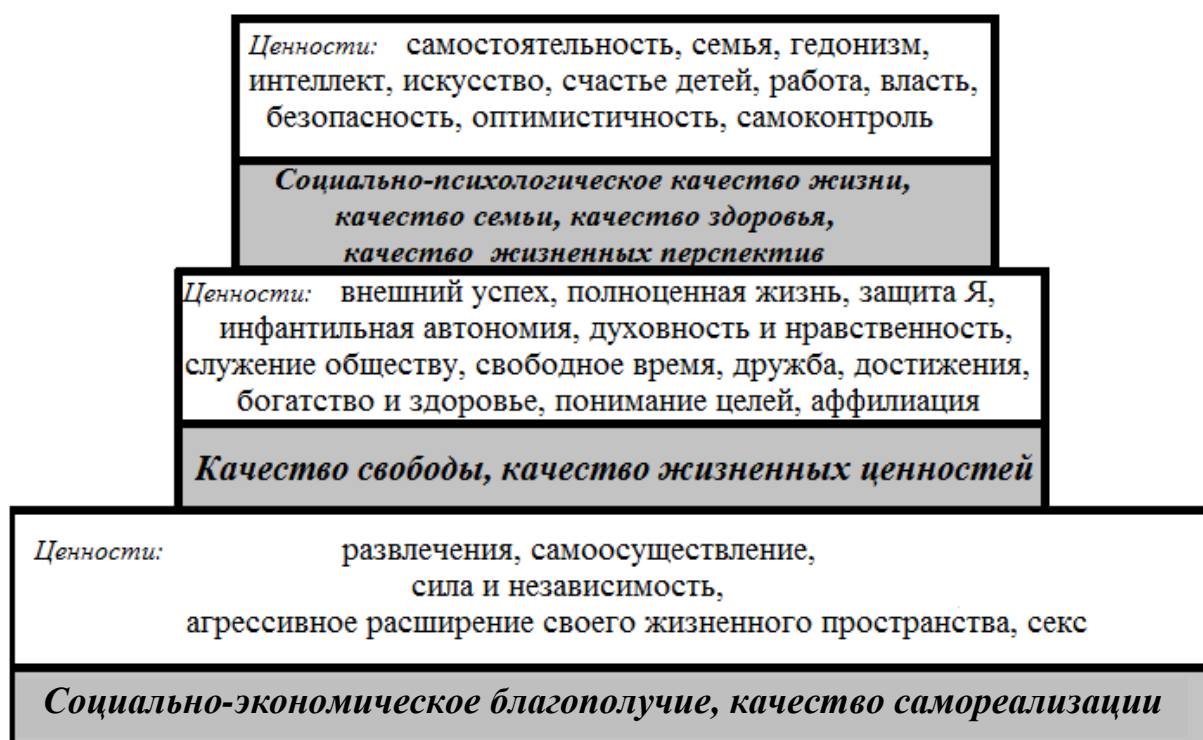 Ценности: самостоятельность, семья, гедонизм,
интеллект, искусство, счастье детей, работа, власть,
безопасность, оптимистичность, самоконтроль
Социально-психологическое качество жизни,
качество семьи, качество здоровья,
качество жизненных перспектив
Ценности: внешний успех, полноценная жизнь, защита Я,
инфантильная автономия, духовность и нравственность,
служение обществу, свободное время, дружба, достижения,
богатство и здоровье, понимание целей, аффилиация
Качество свободы, качество жизненных ценностей
Ценности: развлечения, самоосуществление,
сила и независимость,
агрессивное расширение своего жизненного пространства, секс
Социально-экономическое благополучие, качество самореализации